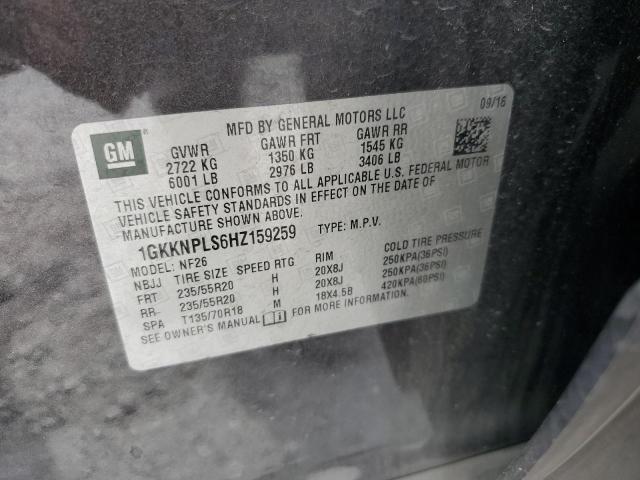 09/16
MFD BY GENERAL MOTORS LLC
GM
GVWR GAWR FRT GAWR RR
2722 KG 1350 KG 1545 KG
6001 LB 2976 LB 3406 LB
THIS VEHICLE CONFORMS TO ALL APPLICABLE U.S. FEDERAL MOTOR
VEHICLE SAFETY STANDARDS IN EFFECT ON THE DATE OF
MANUFACTURE SHOWN ABOVE.
1GKKNPLS6HZ159259 TYPE: M.P.V.
MODEL: NF26
NBJJ TIRE SIZE SPEED RTG RIM COLD TIRE PRESSURE
FRT 235/55R20 H 20X8J 250KPA(36PSI)
RR 235/55R20 H 20X8J 250KPA(36PSI)
SPA T135/70R18 M 18X4.5B 420KPA(60PSI)
SEE OWNER'S MANUAL FOR MORE INFORMATION.